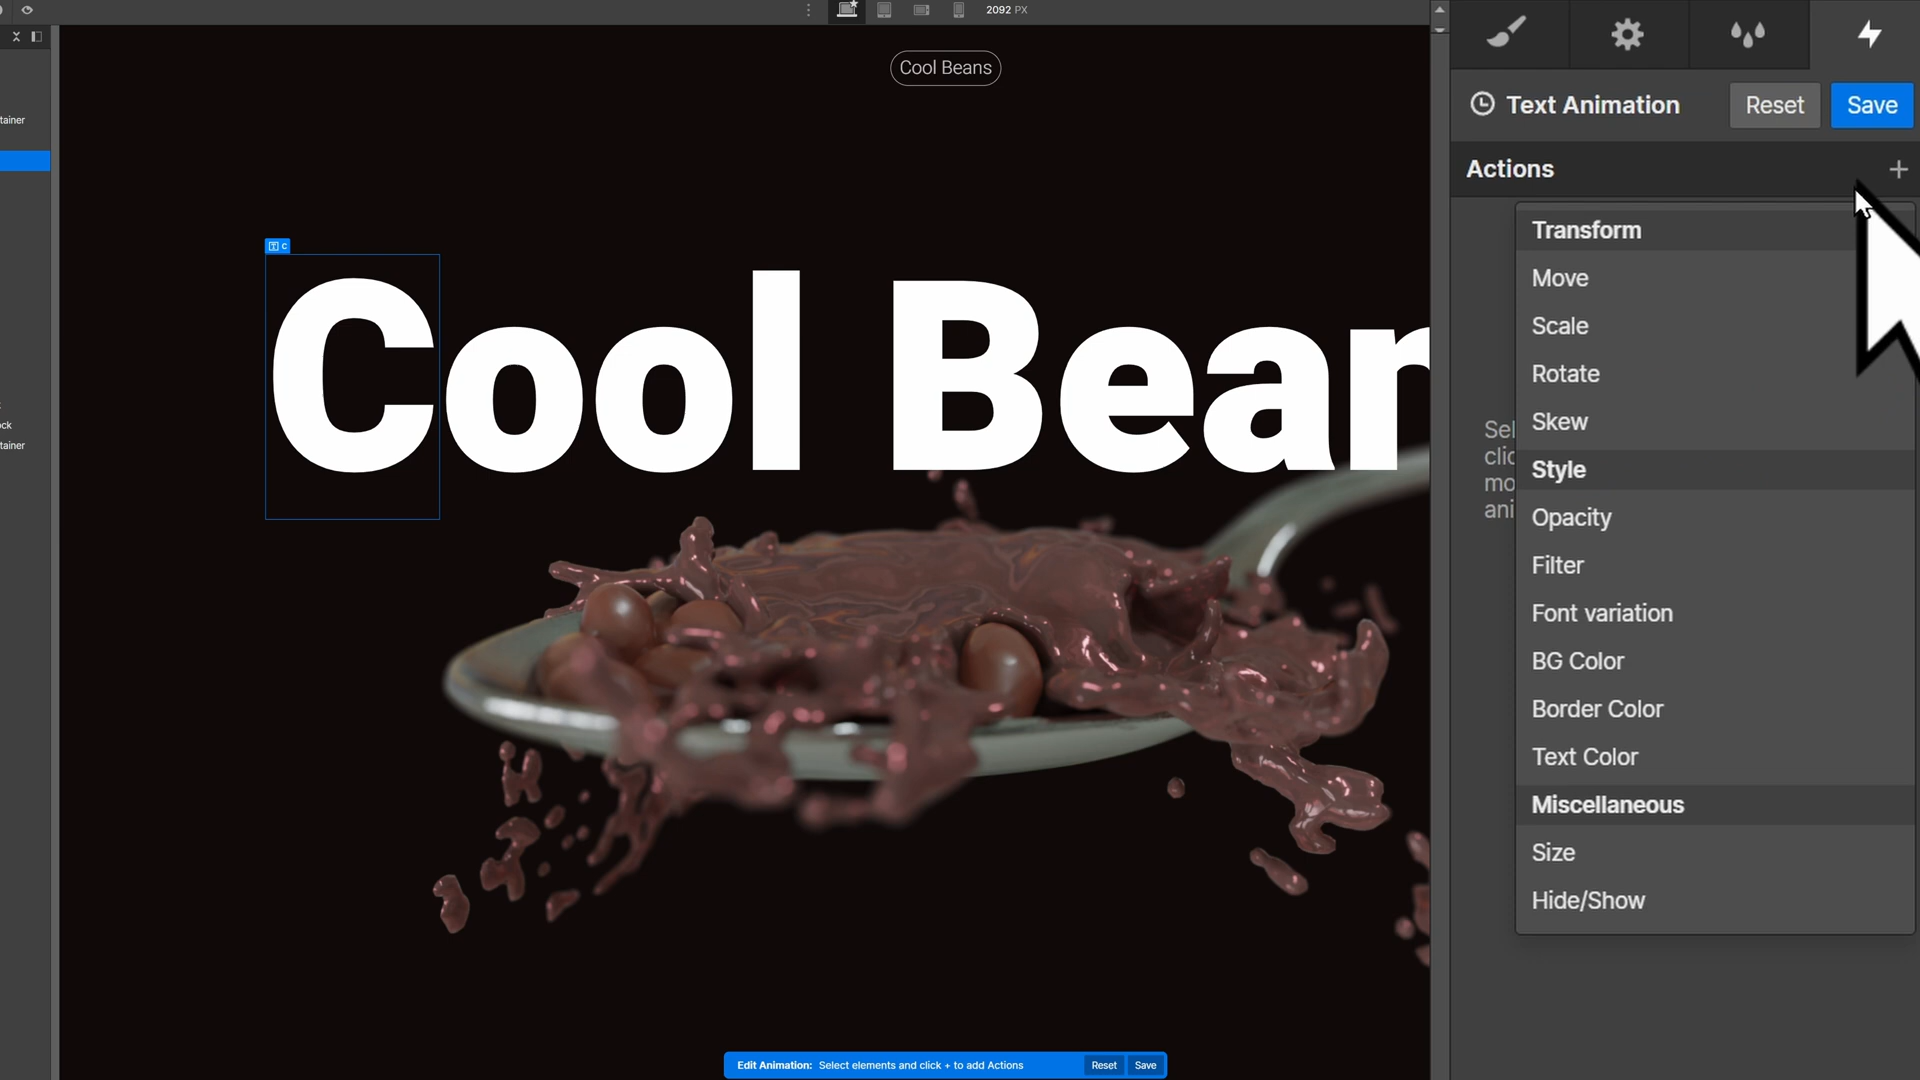 2092 PX
Cool Beans
tainer
ock
tainer
C
Cool Bean
Text Animation
Reset
Save
Actions
Transform
Move
Scale
Rotate
Skew
Style
Opacity
Filter
Font variation
BG Color
Border Color
Text Color
Miscellaneous
Size
Hide/Show
Sel
clic
mo
ani
Edit Animation: Select elements and click + to add Actions
Reset
Save